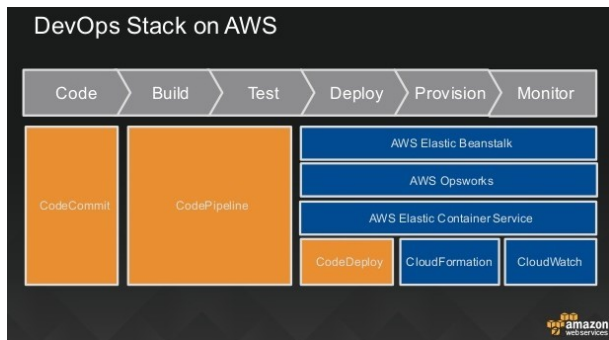 DevOps Stack on AWS
Code Build Test Deploy Provision Monitor
AWS Elastic Beanstalk
AWS Opsworks
CodeCommit CodePipeline AWS Elastic Container Service
CodeDeploy CloudFormation CloudWatch
amazon
webservices